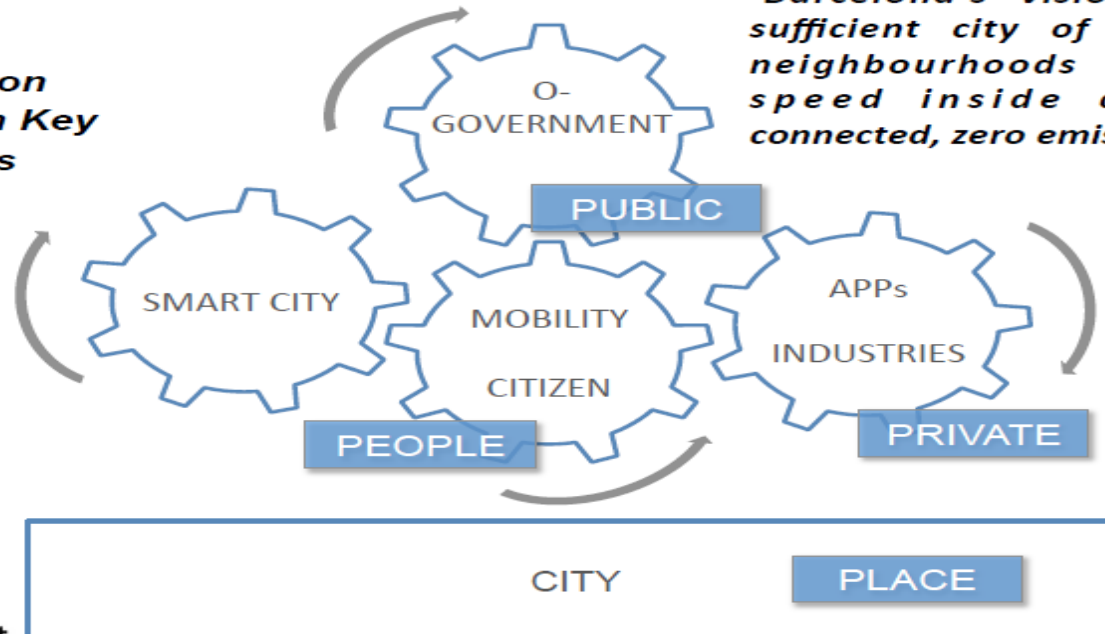 on
Key
sufficient city of
neighbourhoods
speed inside
connected, zero
O-
GOVERNMENT
PUBLIC
SMART CITY
MOBILITY
CITIZEN
APPs
INDUSTRIES
PEOPLE
PRIVATE
CITY
PLACE